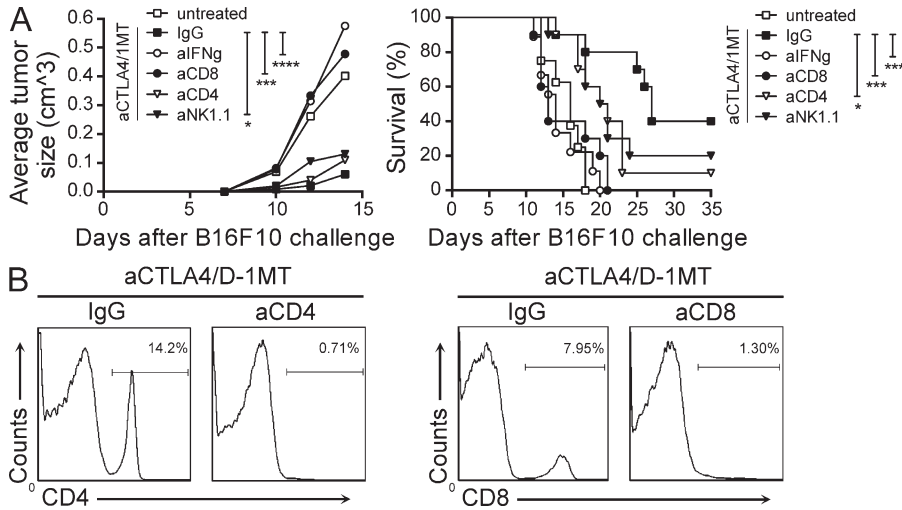 A
Average tumor
size (cm^3)
0.6
0.5
0.4
0.3
0.2
0.1
0.0
0 5 10 15
Days after B16F10 challenge
untreated
aCTLA4/1MT
IgG
aIFNg
aCD8
aCD4
aNK1.1
*
***
****
Survival (%)
100
80
60
40
20
0
0 5 10 15 20 25 30 35
Days after B16F10 challenge
untreated
aCTLA4/1MT
IgG
aIFNg
aCD8
aCD4
aNK1.1
*
***
B
aCTLA4/D-1MT
IgG aCD4
14.2% 0.71%
Counts
0
CD4
aCTLA4/D-1MT
IgG aCD8
7.95% 1.30%
Counts
0
CD8